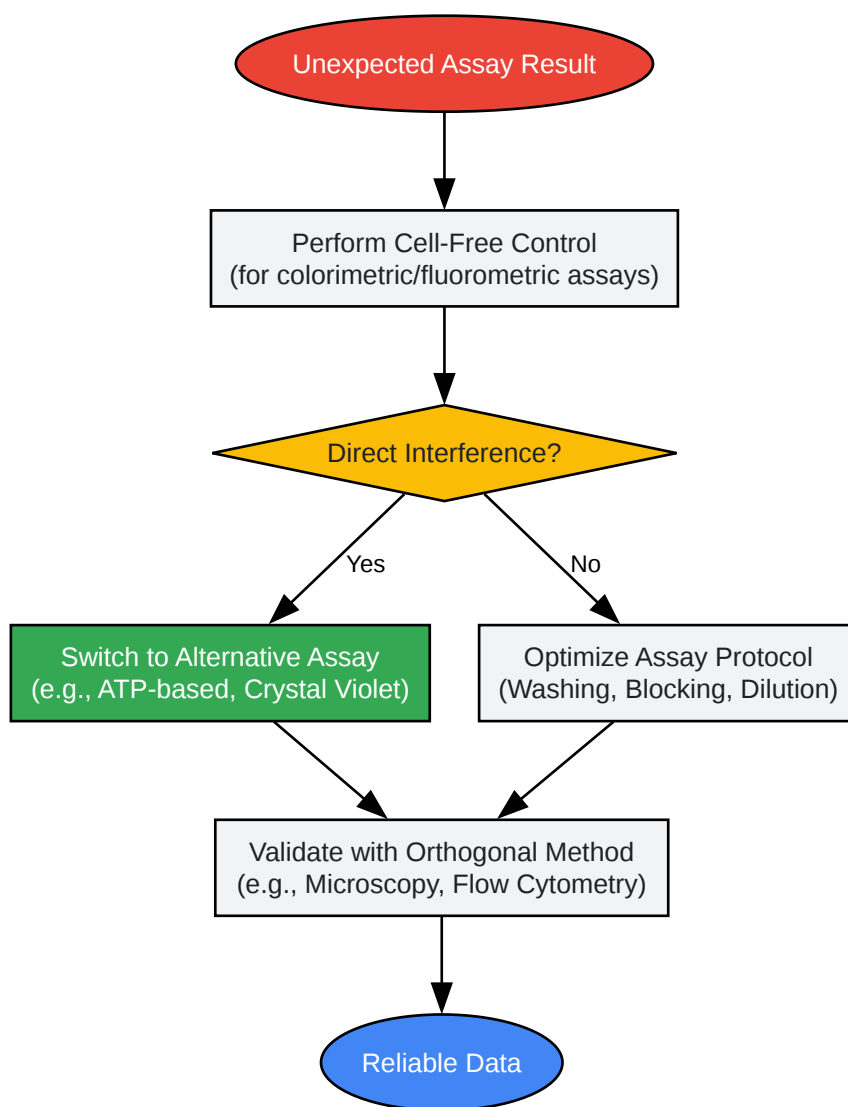 Unexpected Assay Result
Perform Cell-Free Control
(for colorimetric/fluorometric assays)
Direct Interference?
Yes
No
Switch to Alternative Assay
(e.g., ATP-based, Crystal Violet)
Optimize Assay Protocol
(Washing, Blocking, Dilution)
Validate with Orthogonal Method
(e.g., Microscopy, Flow Cytometry)
Reliable Data